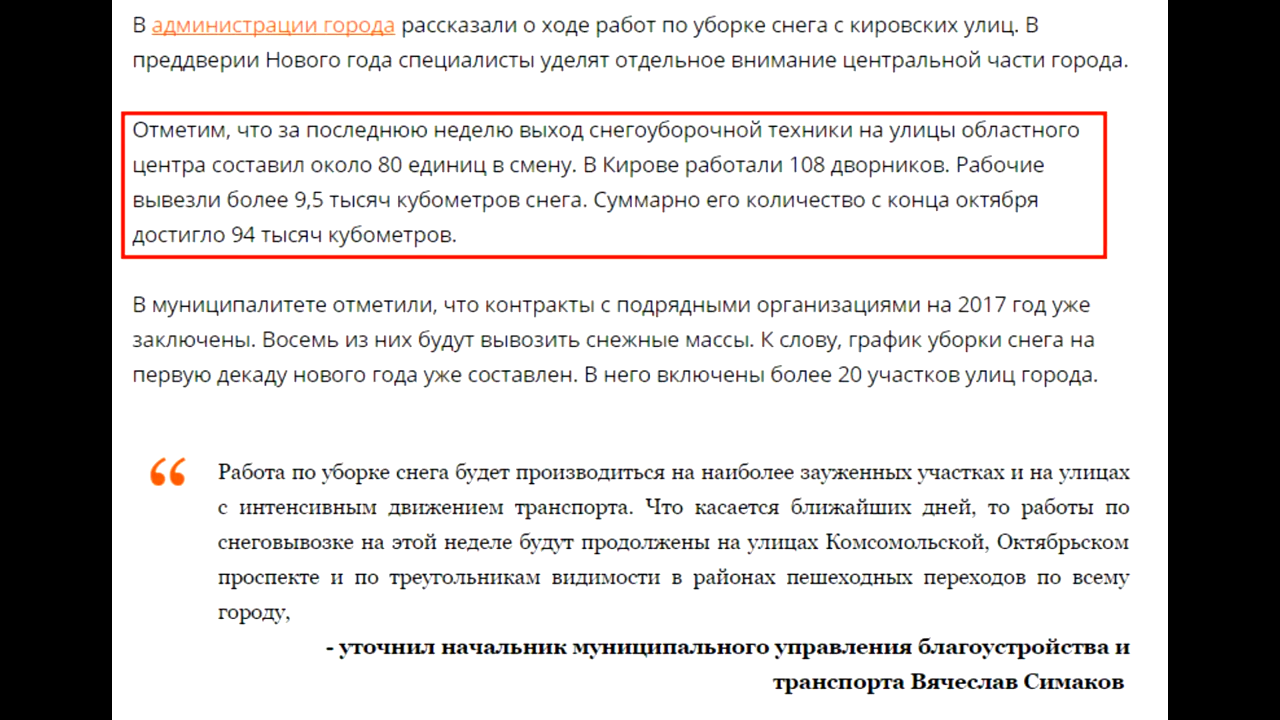 В администрации города рассказали о ходе работ по уборке снега с кировских улиц. В
преддверии Нового года специалисты уделят отдельное внимание центральной части города.
Отметим, что за последнюю неделю выход снегоуборочной техники на улицы областного
центра составил около 80 единиц в смену. В Кирове работали 108 дворников. Рабочие
вывезли более 9,5 тысяч кубометров снега. Суммарно его количество с конца октября
достигло 94 тысяч кубометров.
В муниципалитете отметили, что контракты с подрядными организациями на 2017 год уже
заключены. Восемь из них будут вывозить снежные массы. К слову, график уборки снега на
первую декаду нового года уже составлен. В него включены более 20 участков улиц города.
“ Работа по уборке снега будет производиться на наиболее зауженных участках и на улицах
с интенсивным движением транспорта. Что касается ближайших дней, то работы по
снеговывозке на этой неделе будут продолжены на улицах Комсомольской, Октябрьском
проспекте и по треугольникам видимости в районах пешеходных переходов по всему
городу,
- уточнил начальник муниципального управления благоустройства и
транспорта Вячеслав Симаков